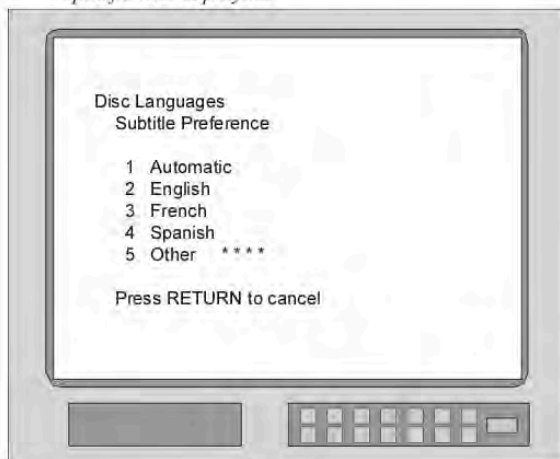 Disc Languages
Subtitle Preference
1 Automatic
2 English
3 French
4 Spanish
5 Other * * * *
Press RETURN to cancel